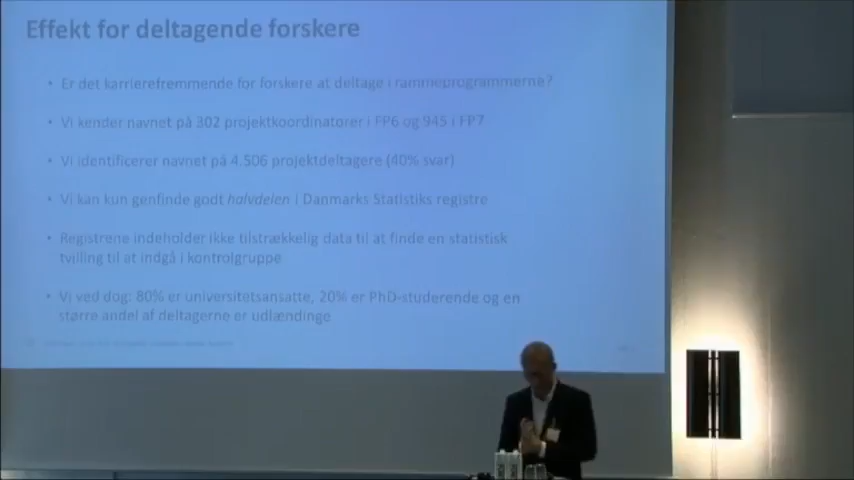 Effekt for deltagende forskere
• Er det karrierefremmende for forskere at deltage i rammeprogrammerne?
• Vi kender navnet på 302 projektkoordinatorer i FP6 og 945 i FP7
• Vi identificerer navnet på 4.506 projektdeltagere (40% svar)
• Vi kan kun genfinde godt halvdelen i Danmarks Statistiks registre
• Registrene indeholder ikke tilstrækkelig data til at finde en statistisk
tvilling til at indgå i kontrolgruppe
• Vi ved dog: 80% er universitetsansatte, 20% er PhD-studerende og en
større andel af deltagerne er udlændinge